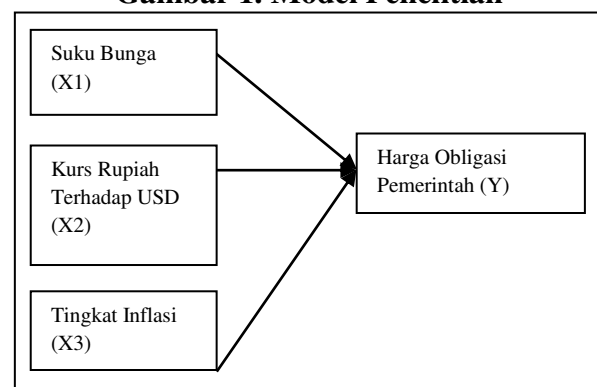 Gambar 1. Model Penelitian
Suku Bunga
(X1)
Kurs Rupiah
Terhadap USD
(X2)
Tingkat Inflasi
(X3)
Harga Obligasi
Pemerintah (Y)